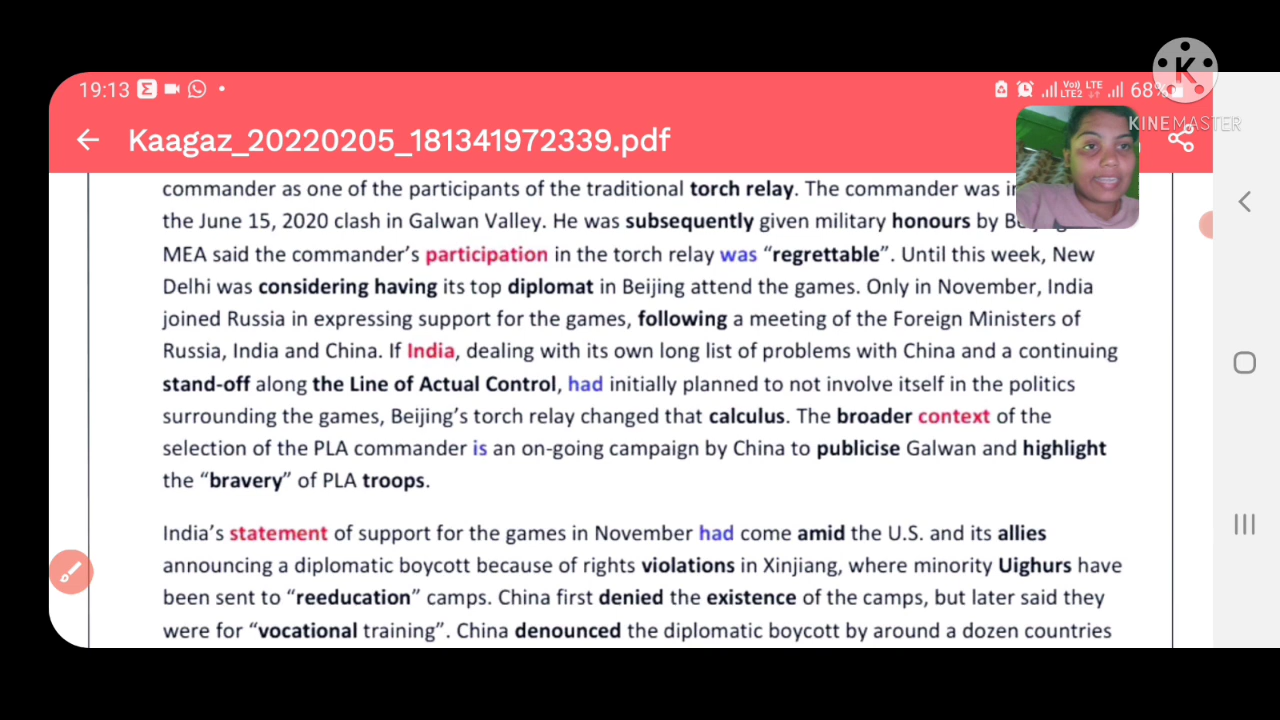 19:13 68%
Vo)) LTE
LTE2
Kaagaz_20220205_181341972339.pdf
K
KINEMASTER
commander as one of the participants of the traditional torch relay. The commander was
the June 15, 2020 clash in Galwan Valley. He was subsequently given military honours by
MEA said the commander's participation in the torch relay was "regrettable". Until this week, New
Delhi was considering having its top diplomat in Beijing attend the games. Only in November, India
joined Russia in expressing support for the games, following a meeting of the Foreign Ministers of
Russia, India and China. If India, dealing with its own long list of problems with China and a continuing
stand-off along the Line of Actual Control, had initially planned to not involve itself in the politics
surrounding the games, Beijing's torch relay changed that calculus. The broader context of the
selection of the PLA commander is an on-going campaign by China to publicise Galwan and highlight
the "bravery" of PLA troops.
India's statement of support for the games in November had come amid the U.S. and its allies
announcing a diplomatic boycott because of rights violations in Xinjiang, where minority Uighurs have
been sent to "reeducation" camps. China first denied the existence of the camps, but later said they
were for "vocational training". China denounced the diplomatic boycott by around a dozen countries